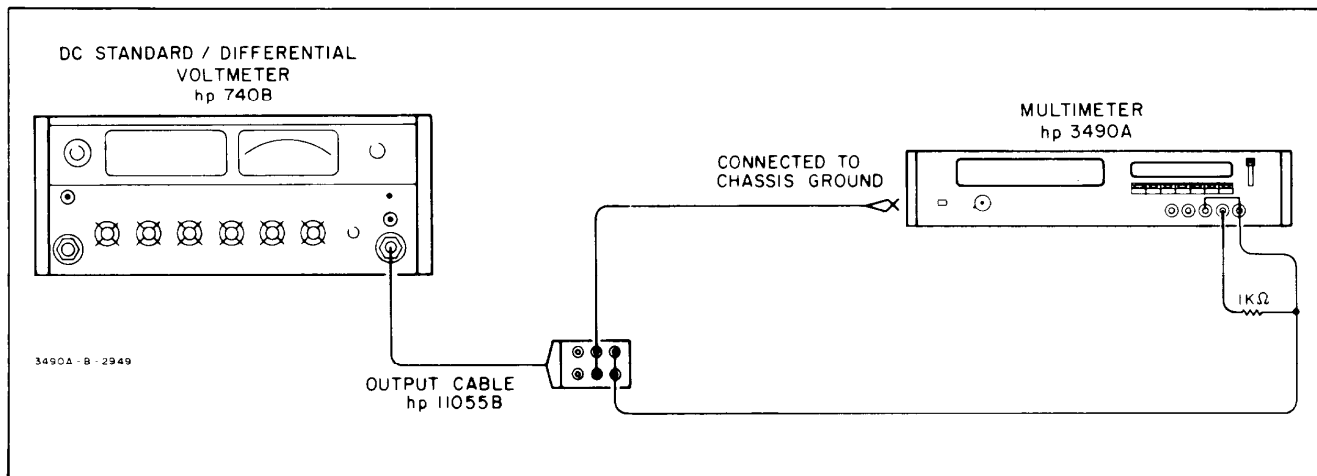 DC STANDARD / DIFFERENTIAL
VOLTMETER
hp 740B
MULTIMETER
hp 3490A
CONNECTED TO
CHASSIS GROUND
1KΩ
3490A-B-2949
OUTPUT CABLE
hp 11055B